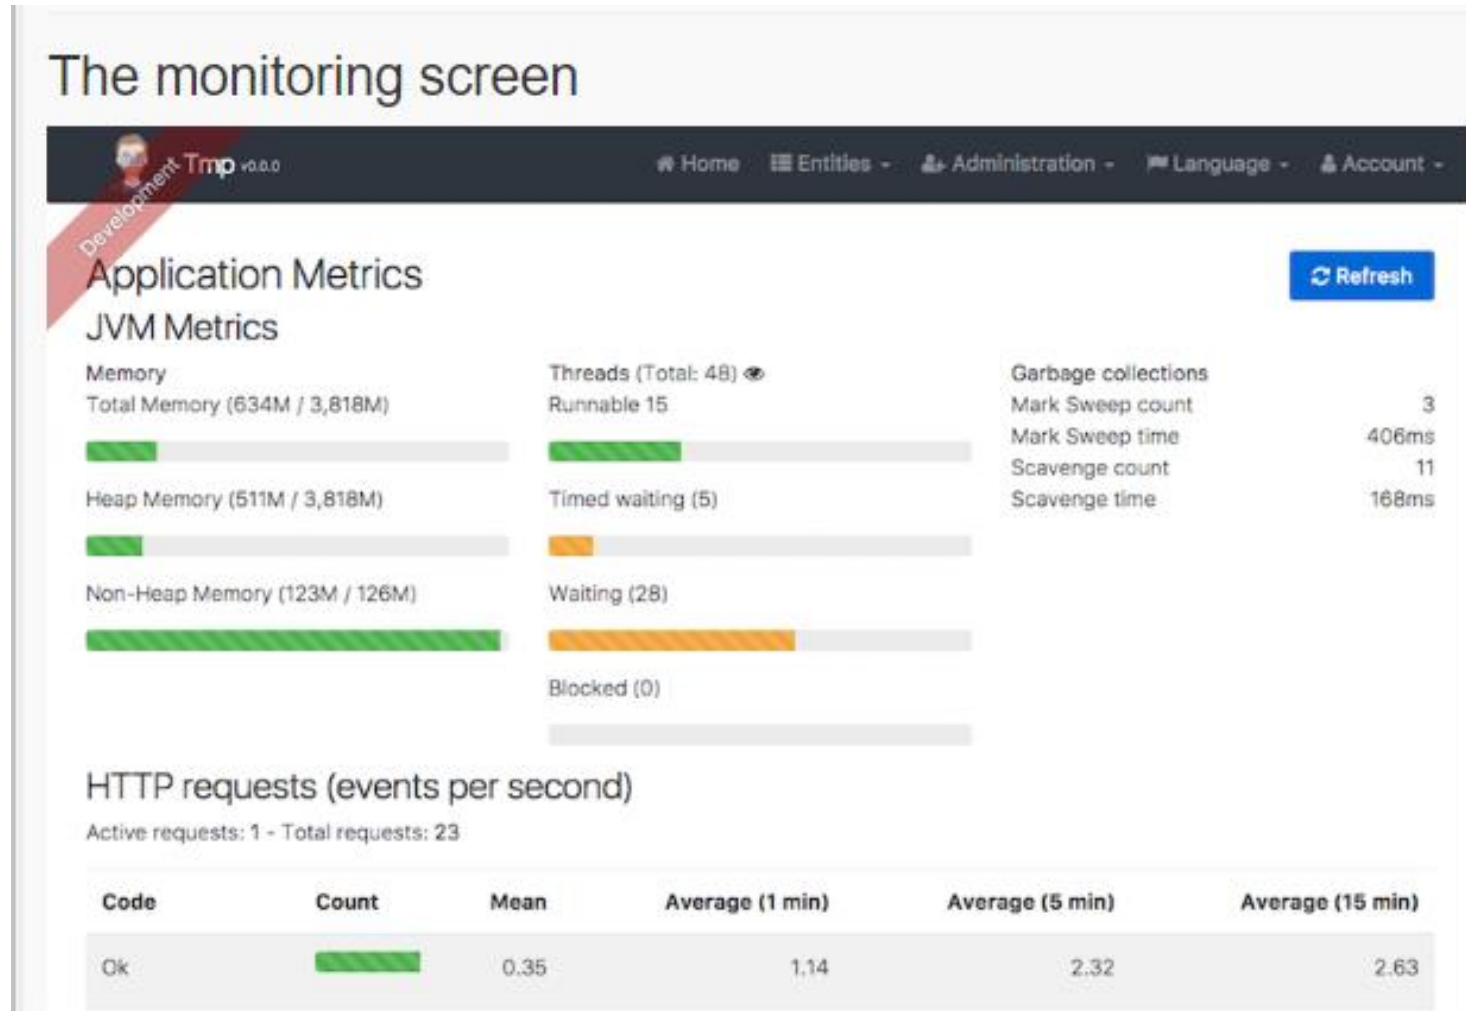 The monitoring screen
Development
Tmp v0.0.0
Home Entities Administration Language Account
Application Metrics
Refresh
JVM Metrics
Memory
Total Memory (634M / 3,818M)
Heap Memory (511M / 3,818M)
Non-Heap Memory (123M / 126M)
Threads (Total: 48)
Runnable 15
Timed waiting (5)
Waiting (28)
Blocked (0)
Garbage collections
Mark Sweep count 3
Mark Sweep time 406ms
Scavenge count 11
Scavenge time 168ms
HTTP requests (events per second)
Active requests: 1 - Total requests: 23
Code Count Mean Average (1 min) Average (5 min) Average (15 min)
Ok 0.35 1.14 2.32 2.63